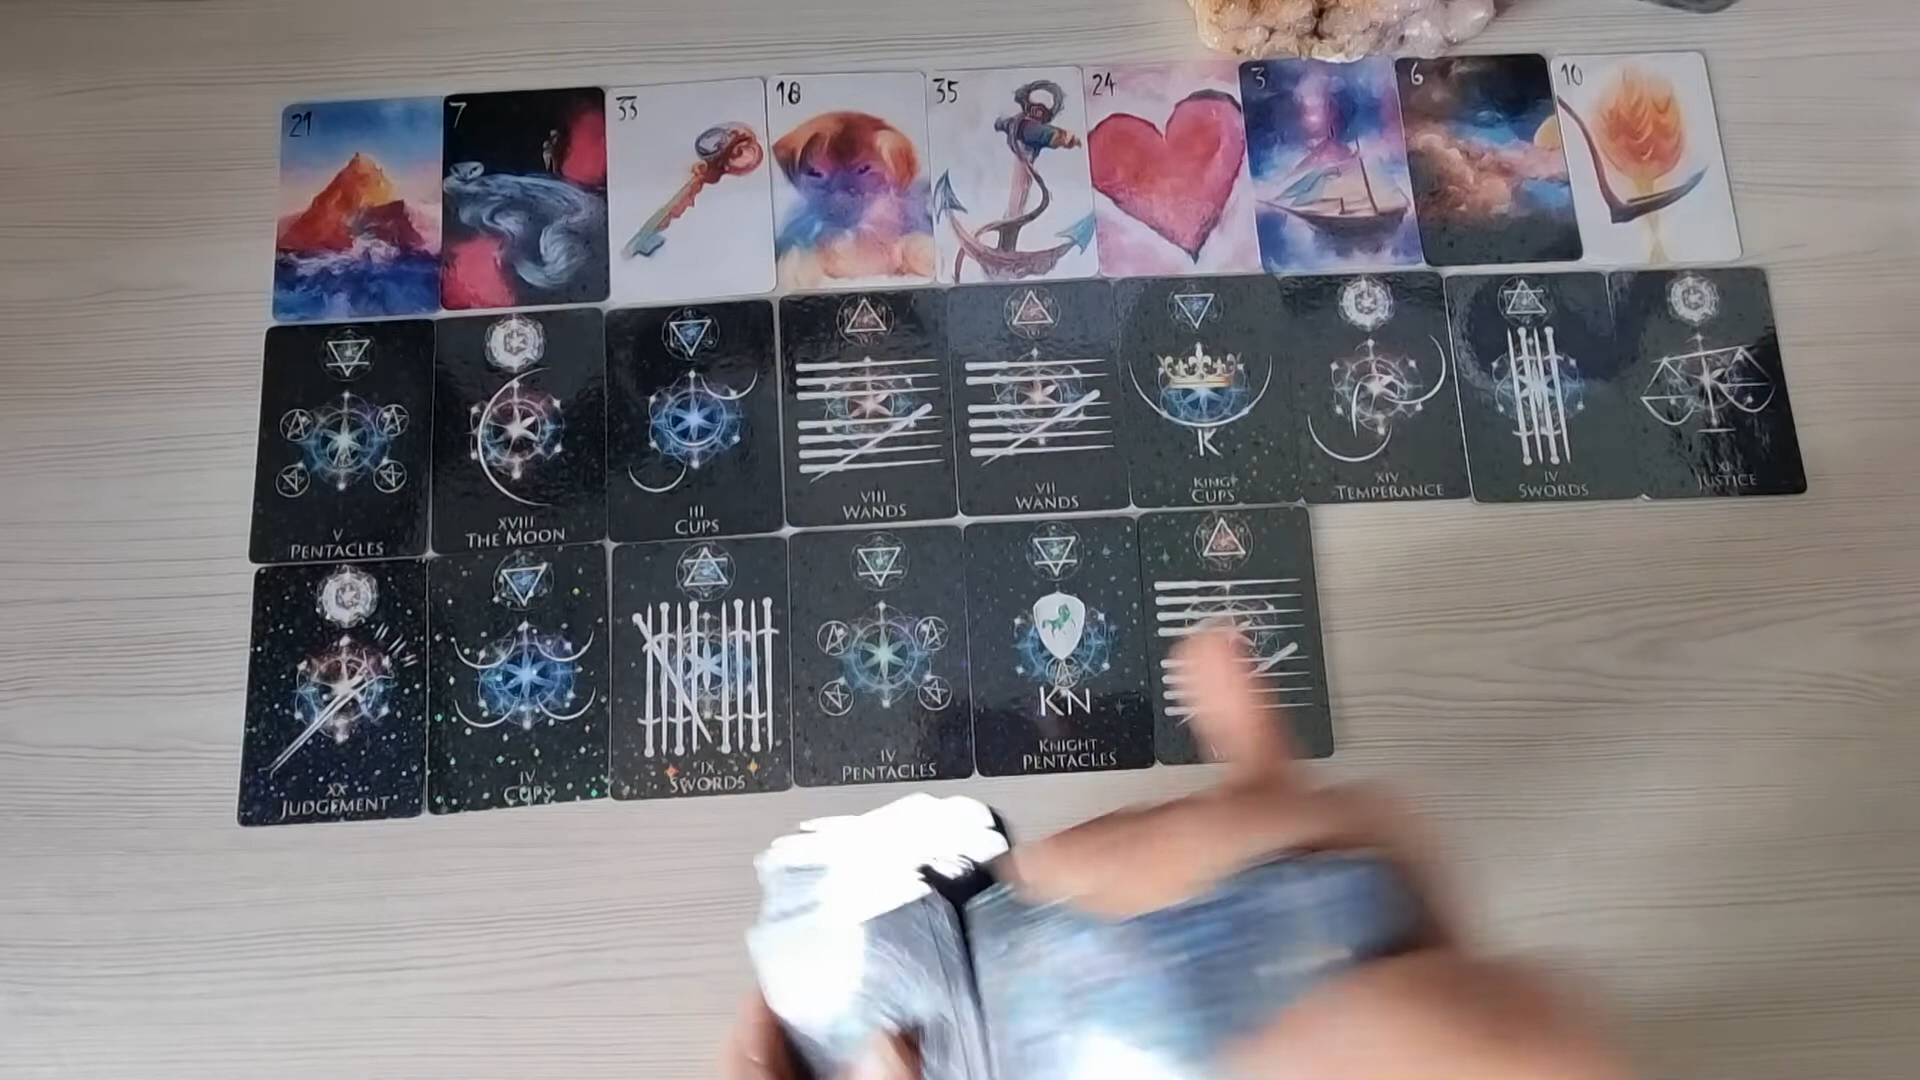 21
7
33
18
35
24
3
6
10
V
PENTACLES
XVIII
THE MOON
III
CUPS
VIII
WANDS
VII
WANDS
K
KING
CUPS
XIV
TEMPERANCE
IV
SWORDS
JUSTICE
XX
JUDGEMENT
IV
CUPS
IX
SWORDS
IV
PENTACLES
KN
KNIGHT
PENTACLES